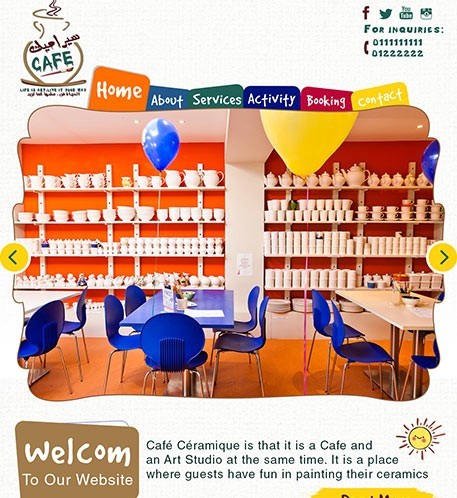 سيراميك
CAFE
FOR INQUIRIES:
0111111111
01222222
Home
About
Services
Activity
Booking
Contact
Welcom
To Our Website
Café Céramique is that it is a Cafe and
an Art Studio at the same time. It is a place
where guests have fun in painting their ceramics